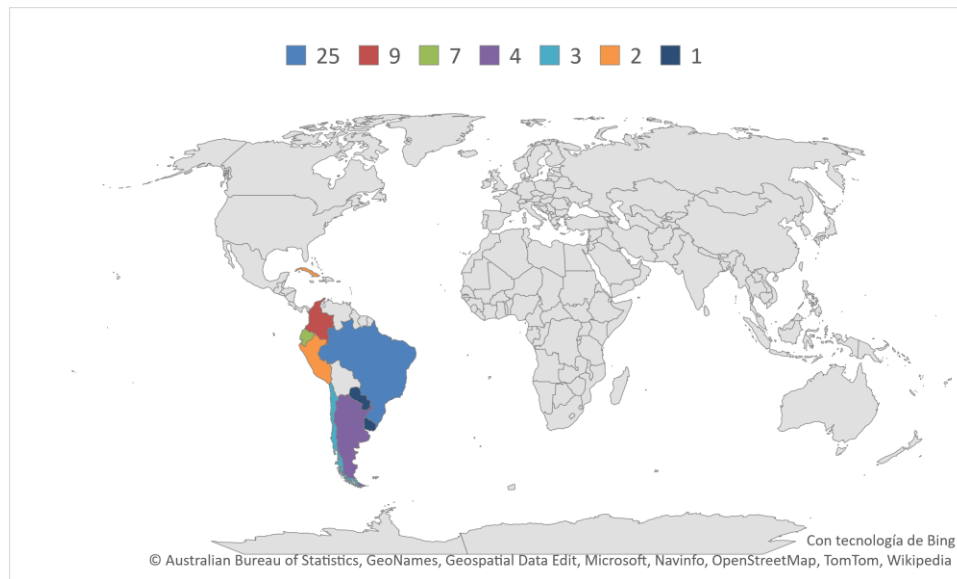 25 9 7 4 3 2 1
Con tecnología de Bing
© Australian Bureau of Statistics, GeoNames, Geospatial Data Edit, Microsoft, Navinfo, OpenStreetMap, TomTom, Wikipedia